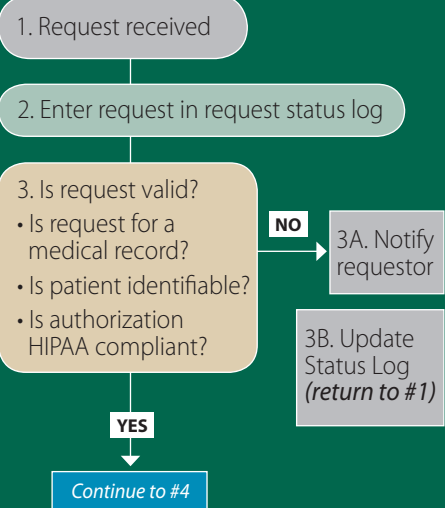 1. Request received
2. Enter request in request status log
3. Is request valid?
• Is request for a
medical record?
• Is patient identifiable?
• Is authorization
HIPAA compliant?
NO
3A. Notify
requestor
3B. Update
Status Log
(return to #1)
YES
Continue to #4